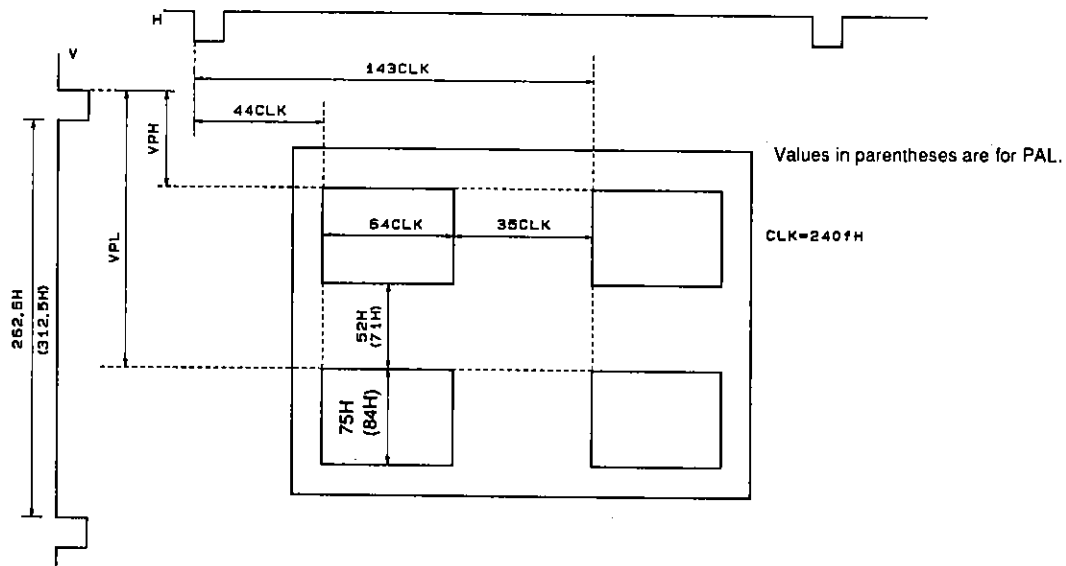 H
V
143CLK
44CLK
VPH
Values in parentheses are for PAL.
64CLK
35CLK
CLK=240fH
VPL
262.5H
(312.5H)
52H
(71H)
75H
(84H)